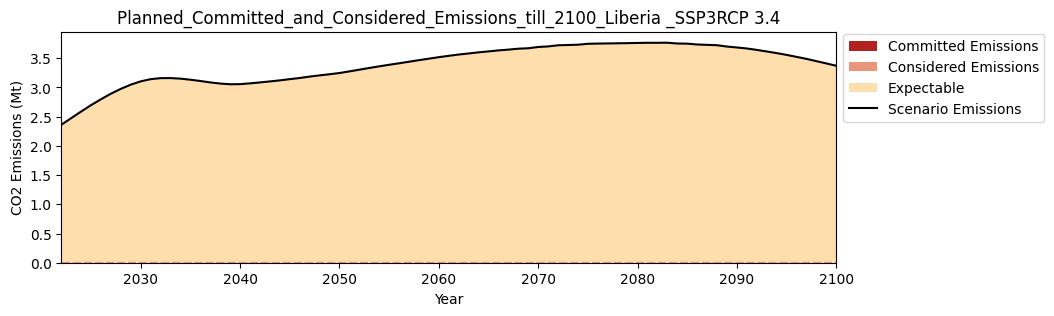 Planned_Committed_and_Considered_Emissions_till_2100_Liberia _SSP3RCP 3.4
CO2 Emissions (Mt)
3.5
3.0
2.5
2.0
1.5
1.0
0.5
0.0
2030 2040 2050 2060 2070 2080 2090 2100
Year
Committed Emissions
Considered Emissions
Expectable
Scenario Emissions